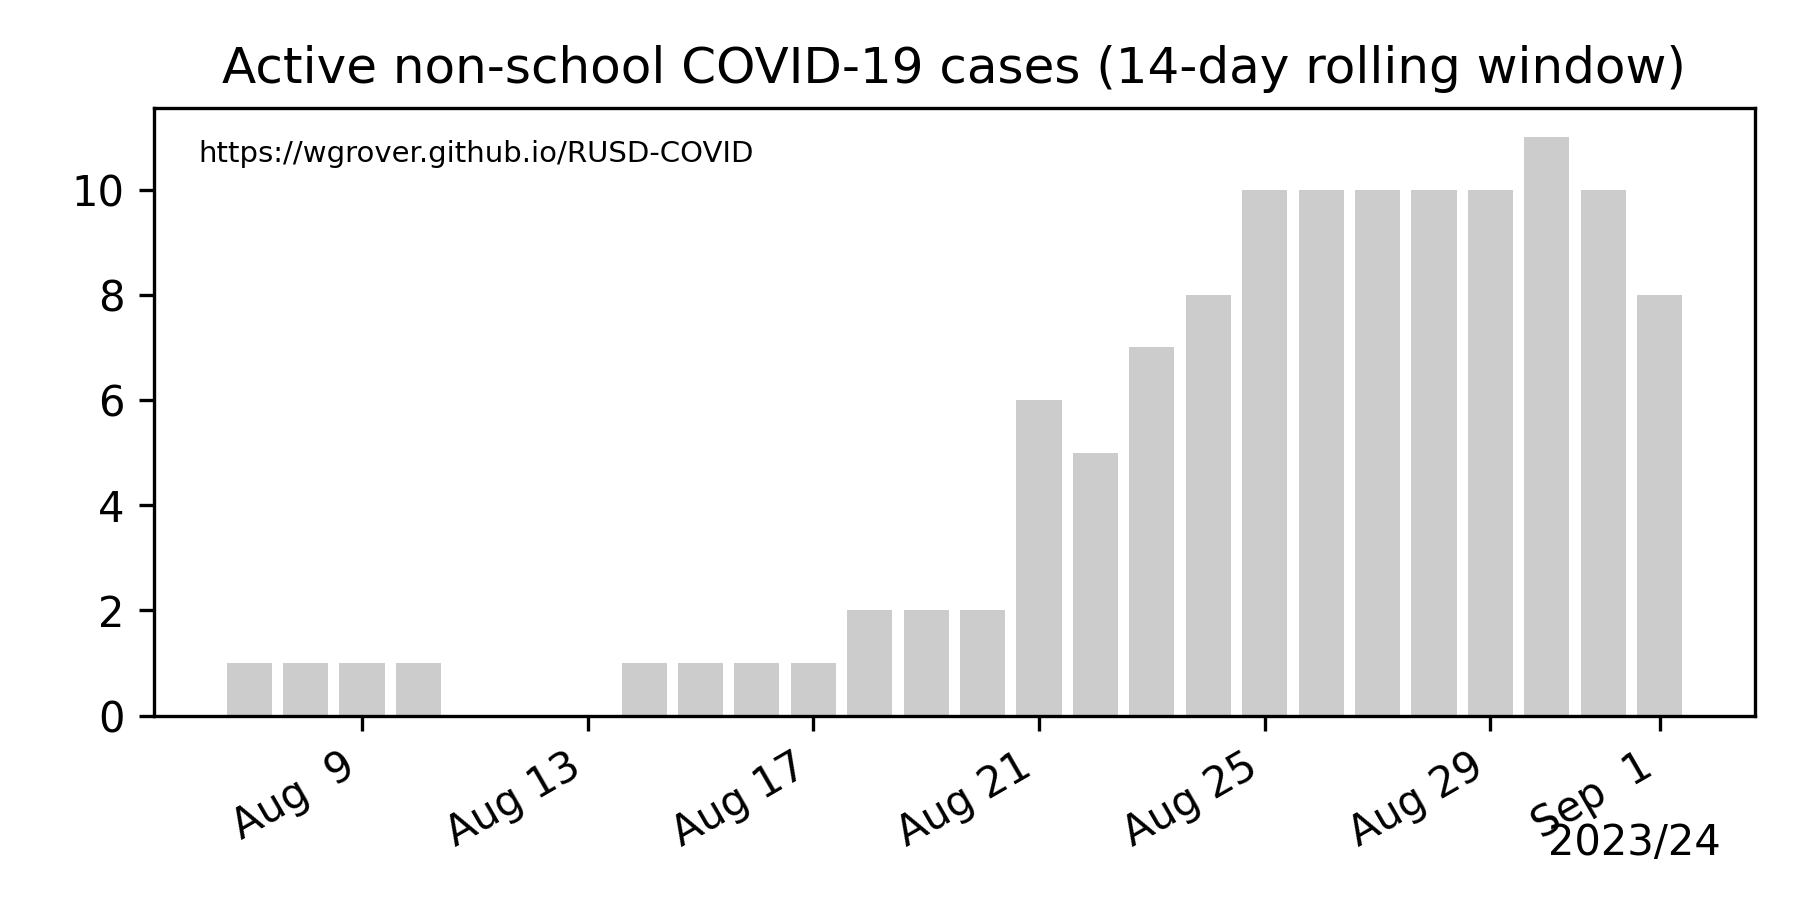 Active non-school COVID-19 cases (14-day rolling window)
https://wgrover.github.io/RUSD-COVID
10
8
6
4
2
0
Aug 9
Aug 13
Aug 17
Aug 21
Aug 25
Aug 29
Sep 1
2023/24